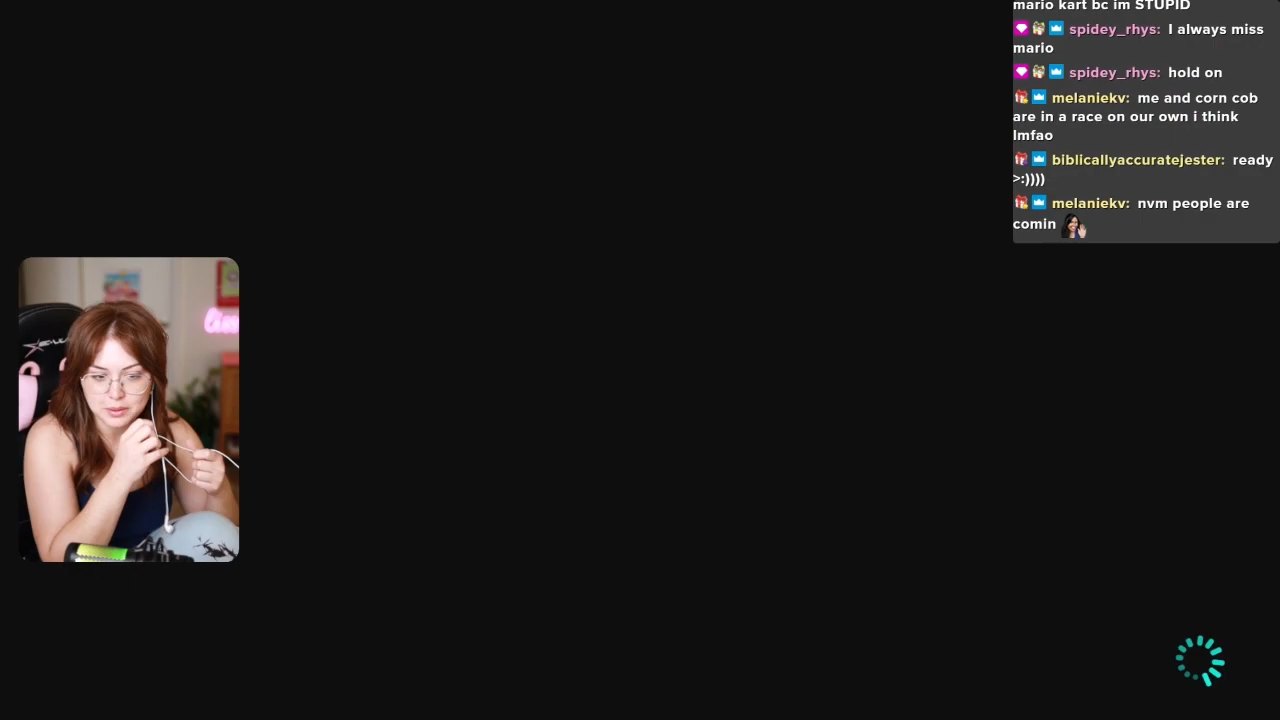 mario kart bc im STUPID
spidey_rhys: I always miss
mario
spidey_rhys: hold on
melaniekv: me and corn cob
are in a race on our own i think
lmfao
biblicallyaccuratejester: ready
>:))))
melaniekv: nvm people are
comin